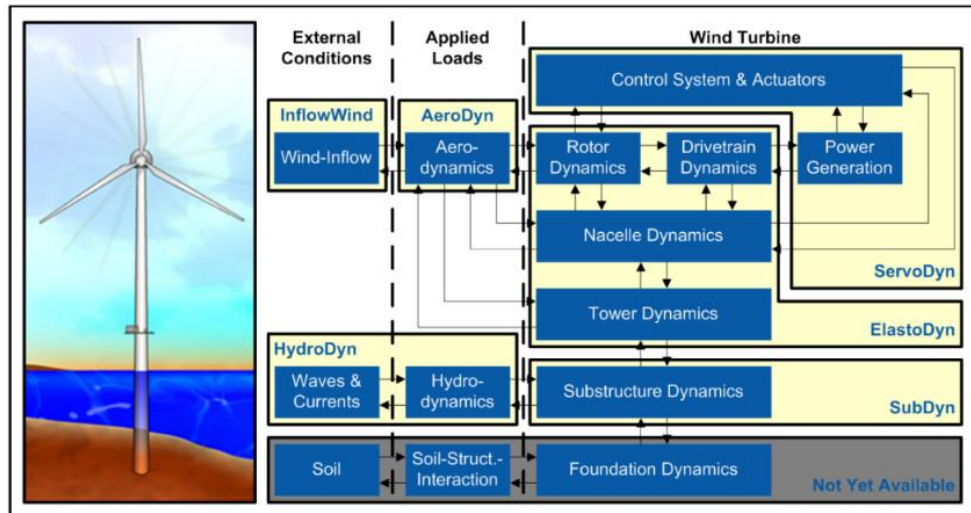 External
Conditions
Applied
Loads
Wind Turbine
Control System & Actuators
InflowWind
AeroDyn
Wind-Inflow
Aero-
dynamics
Rotor
Dynamics
Drivetrain
Dynamics
Power
Generation
Nacelle Dynamics
ServoDyn
Tower Dynamics
ElastoDyn
HydroDyn
Waves &
Currents
Hydro-
dynamics
Substructure Dynamics
SubDyn
Soil
Soil-Struct.-
Interaction
Foundation Dynamics
Not Yet Available